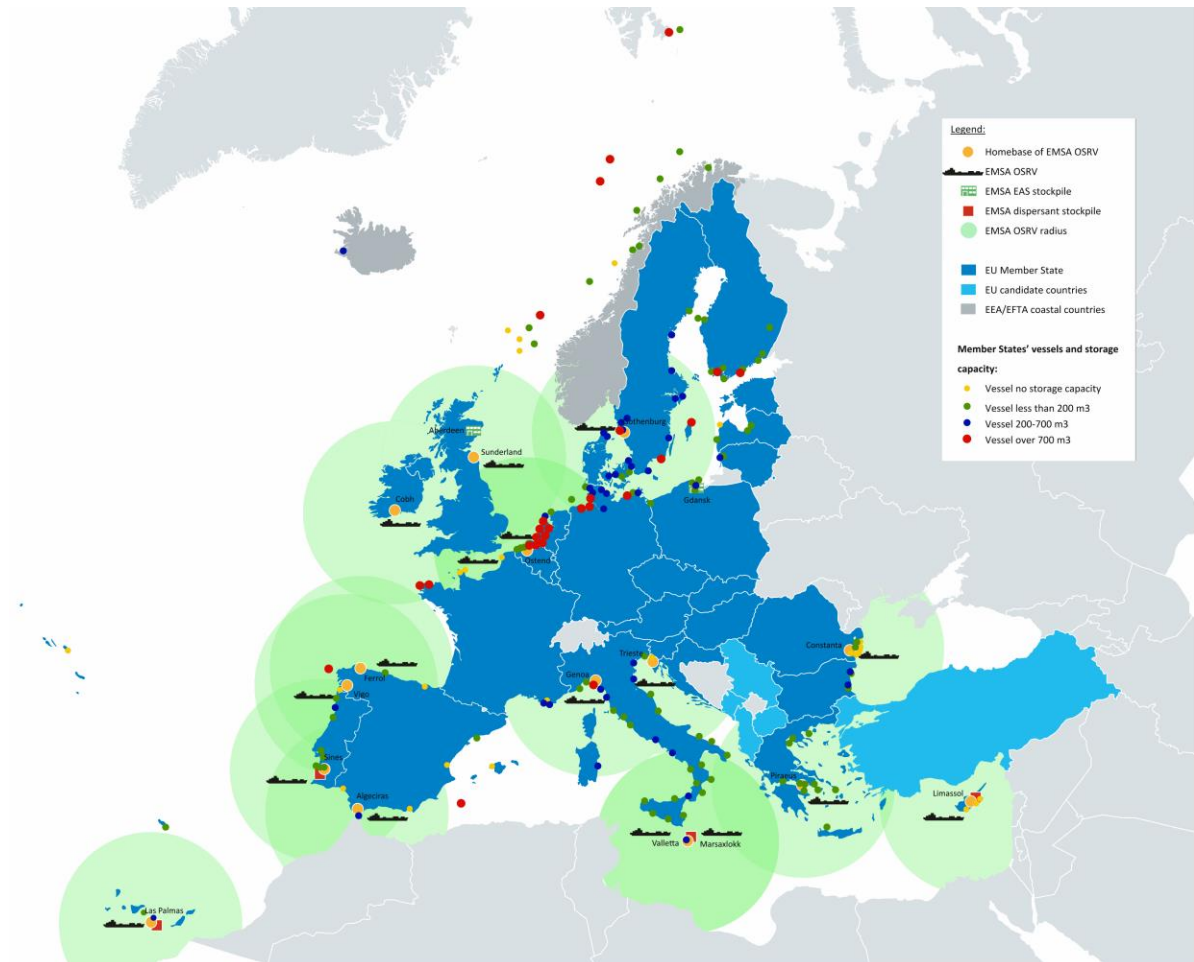 Legend:
Homebase of EMSA OSRV
EMSA OSRV
EMSA EAS stockpile
EMSA dispersant stockpile
EMSA OSRV radius
EU Member State
EU candidate countries
EEA/EFTA coastal countries
Member States' vessels and storage
capacity:
Vessel no storage capacity
Vessel less than 200 m3
Vessel 200-700 m3
Vessel over 700 m3
Gothenburg
Aberdeen
Sunderland
Gdansk
Cobh
Ostend
Constanta
Trieste
Genoa
Ferrol
Vigo
Sines
Piraeus
Limassol
Algeciras
Valletta
Marsaxlokk
Las Palmas